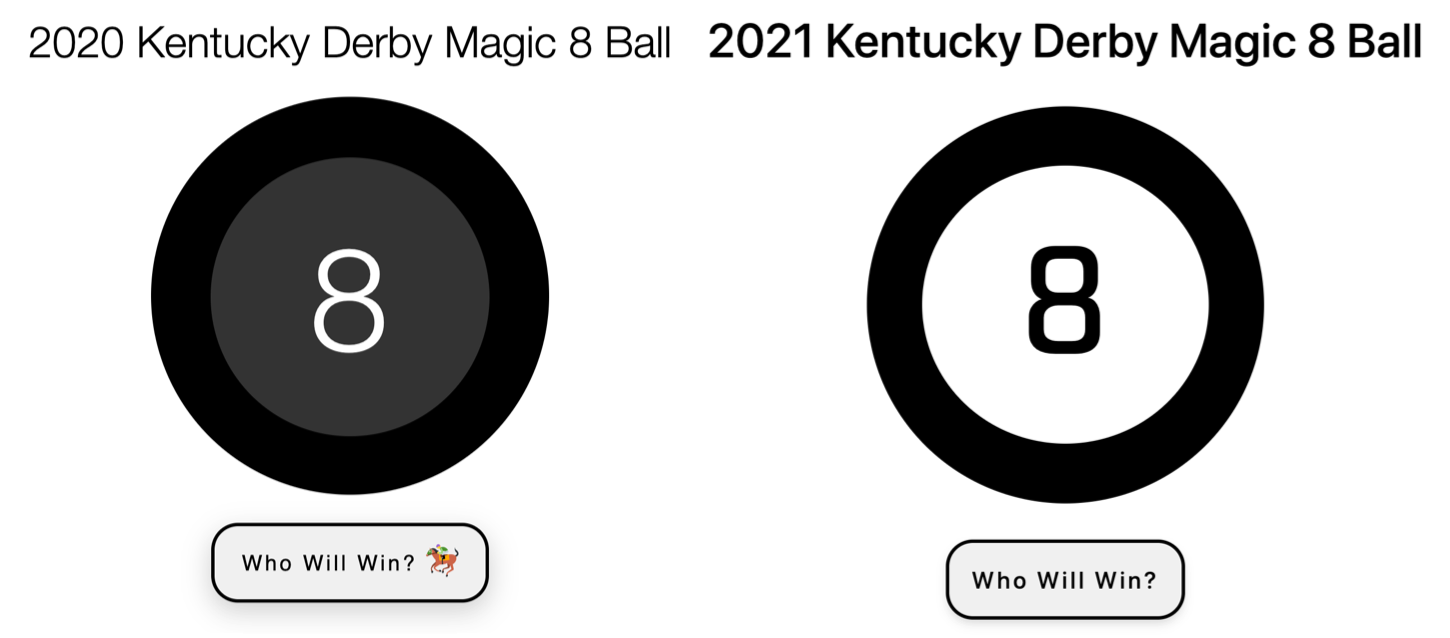 2020 Kentucky Derby Magic 8 Ball
8
Who Will Win? 🏇
2021 Kentucky Derby Magic 8 Ball
8
Who Will Win?